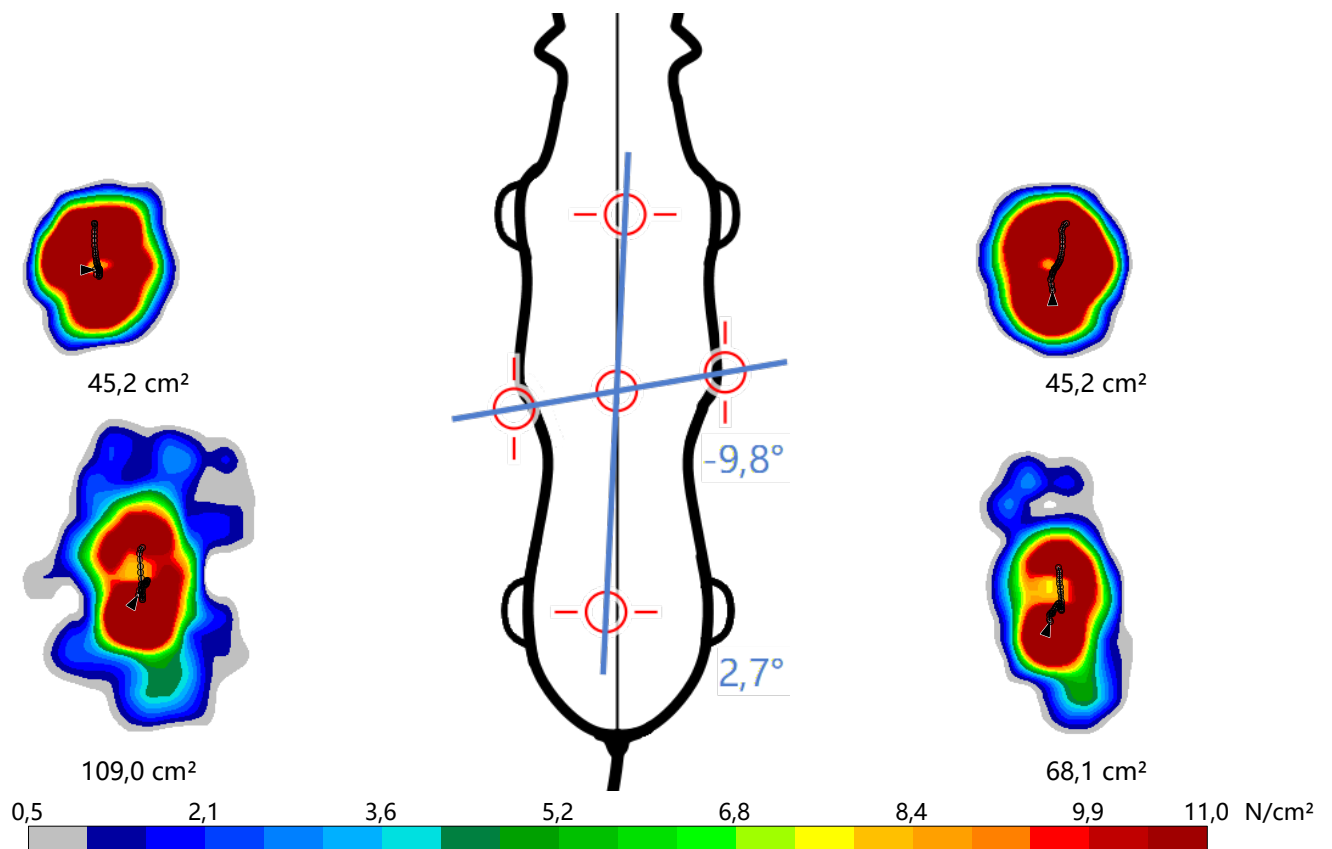 45,2 cm²
45,2 cm²
-9,8°
2,7°
109,0 cm²
68,1 cm²
0,5 2,1 3,6 5,2 6,8 8,4 9,9 11,0 N/cm²